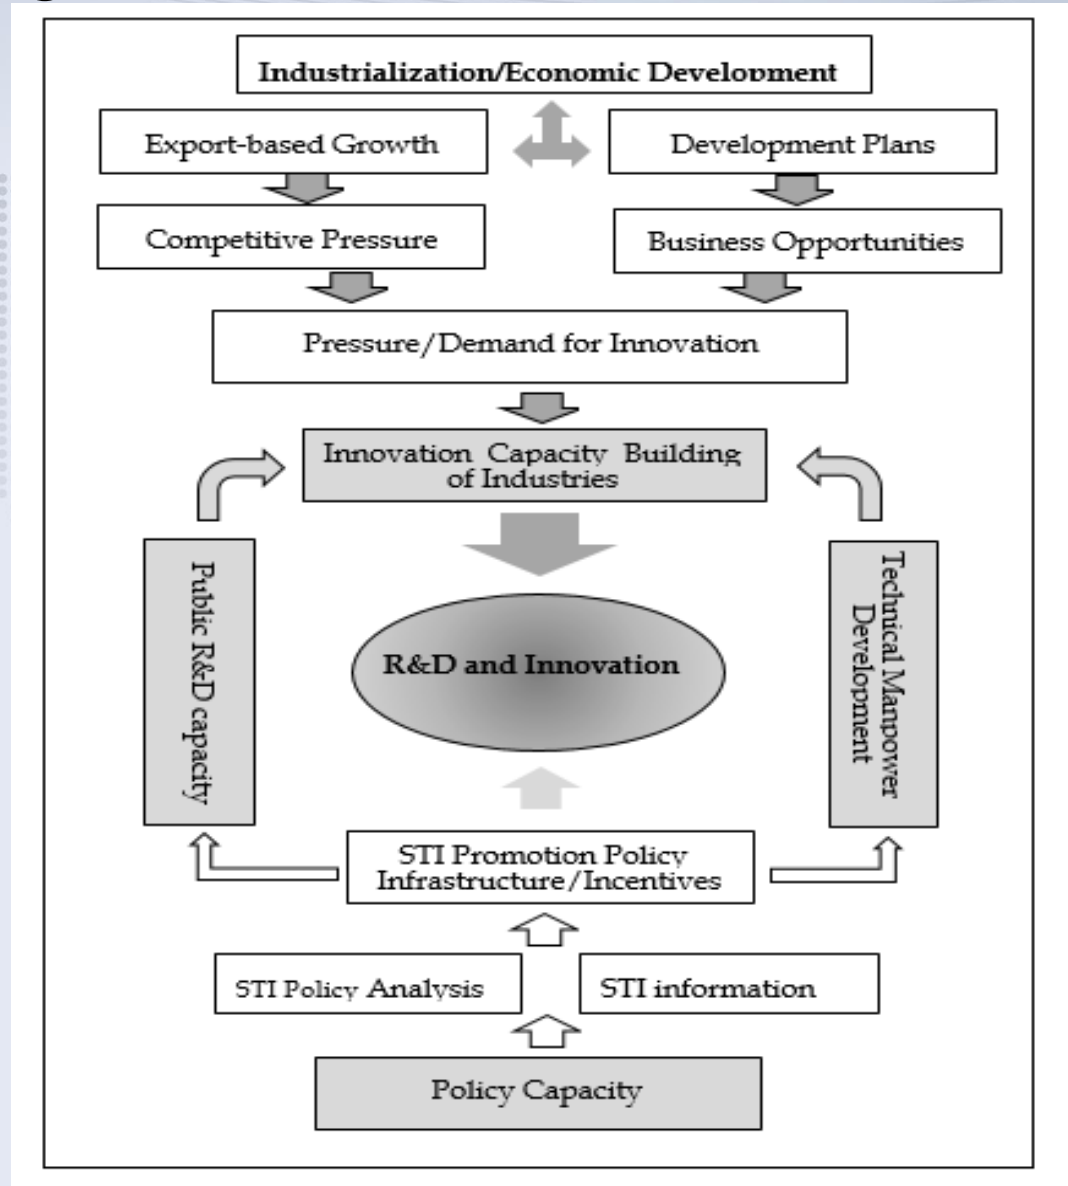 Industrialization/Economic Development
Export-based Growth
Development Plans
Competitive Pressure
Business Opportunities
Pressure/Demand for Innovation
Innovation Capacity Building
of Industries
Public R&D capacity
Technical Manpower
Development
R&D and Innovation
STI Promotion Policy
Infrastructure/Incentives
STI Policy Analysis
STI information
Policy Capacity